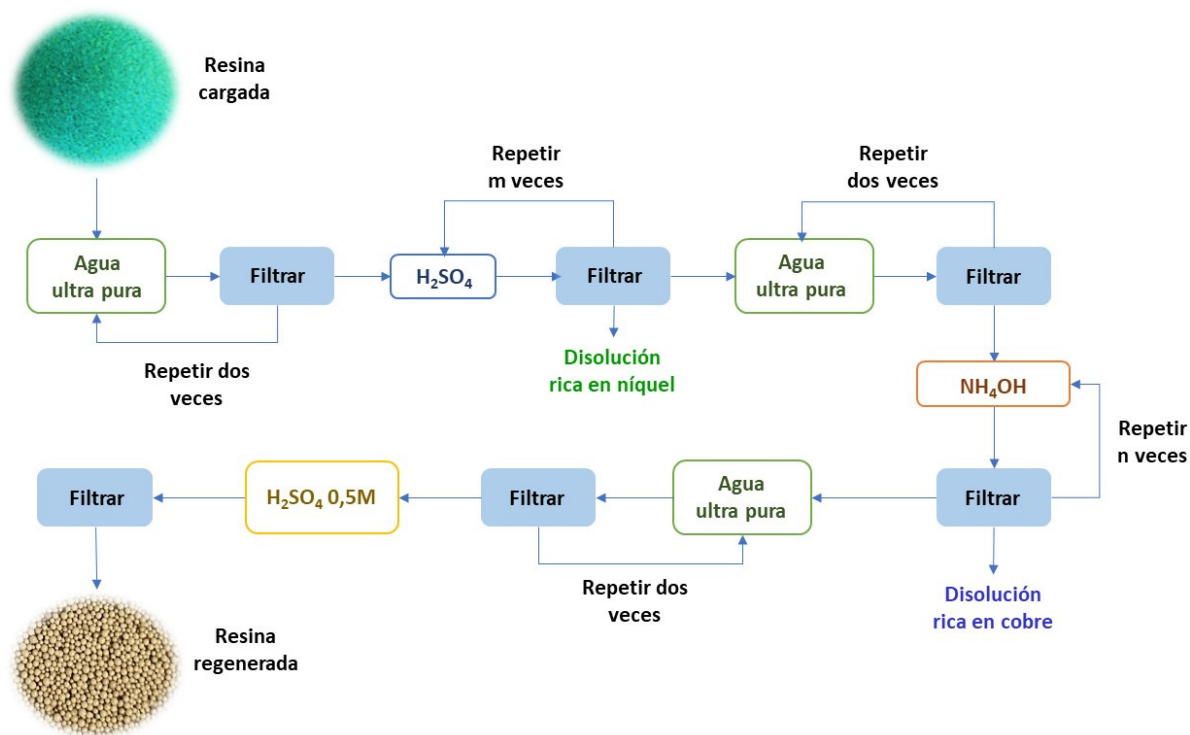 Resina
cargada
Repetir
m veces
Repetir
dos veces
Agua
ultra pura
Filtrar
H₂SO₄
Filtrar
Agua
ultra pura
Filtrar
Repetir dos
veces
Disolución
rica en níquel
NH₄OH
Repetir
n veces
Filtrar
H₂SO₄ 0,5M
Filtrar
Agua
ultra pura
Filtrar
Repetir dos
veces
Disolución
rica en cobre
Resina
regenerada